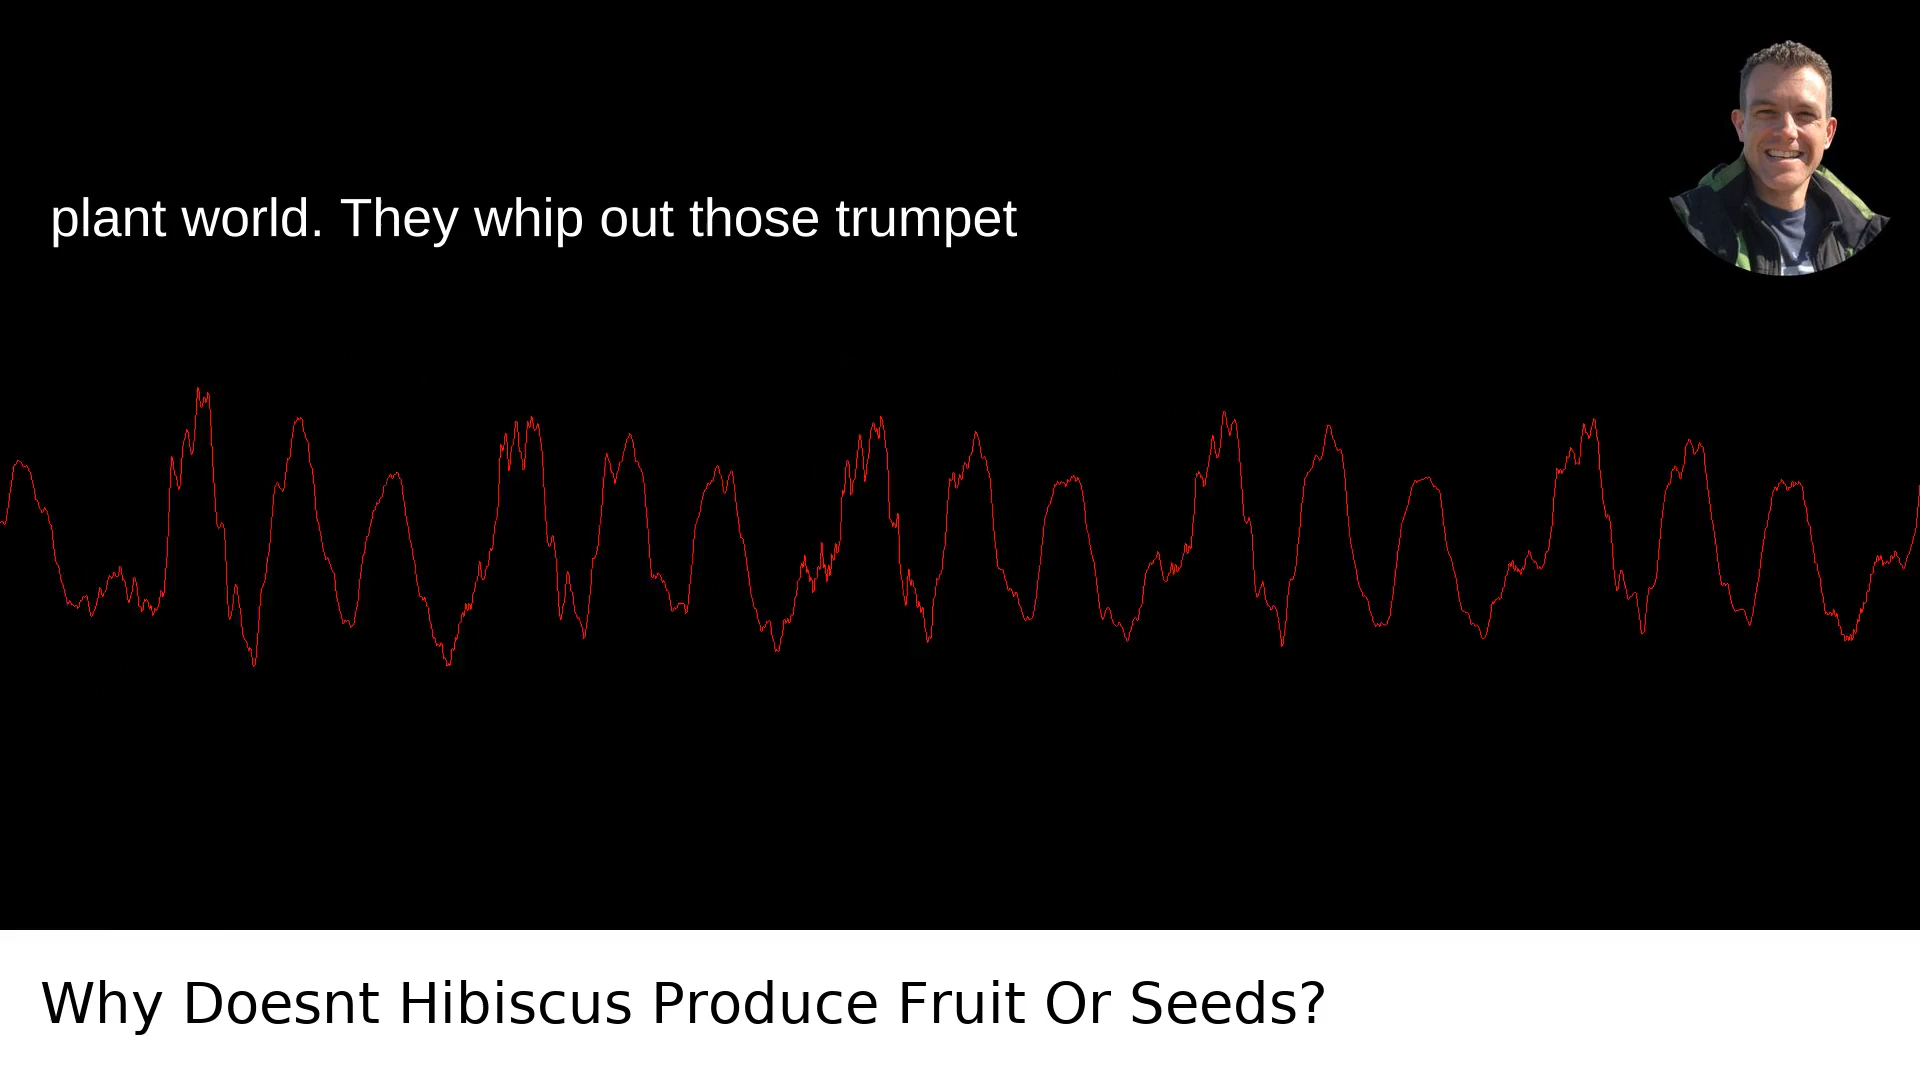 plant world. They whip out those trumpet
Why Doesnt Hibiscus Produce Fruit Or Seeds?